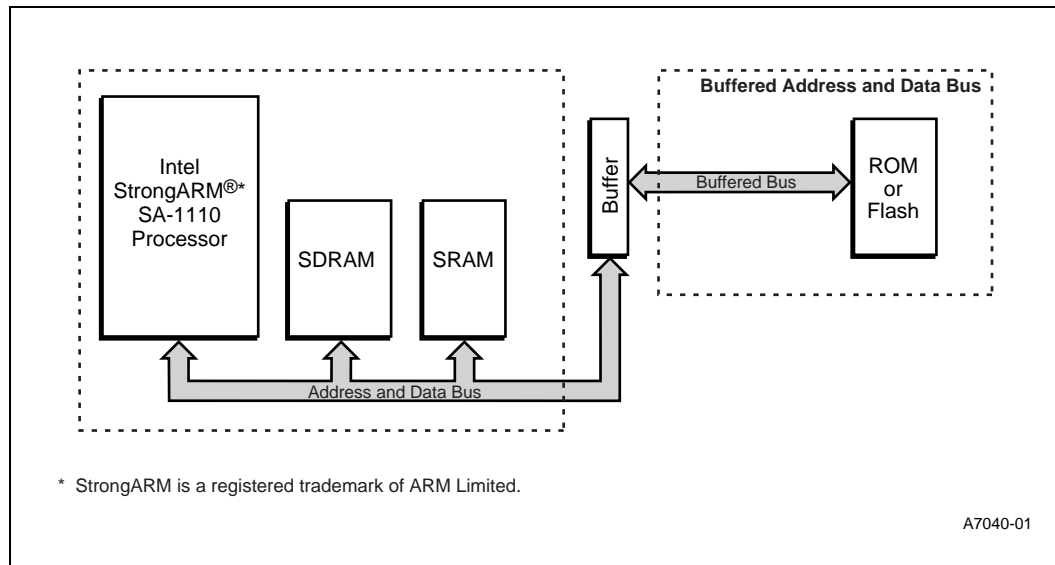 Buffered Address and Data Bus
Intel
StrongARM®*
SA-1110
Processor
SDRAM
SRAM
Buffer
Buffered Bus
ROM
or
Flash
Address and Data Bus
* StrongARM is a registered trademark of ARM Limited.
A7040-01